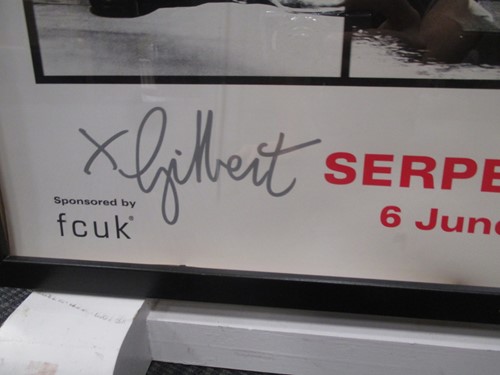 x Gilbert
SERPE
Sponsored by
fcuk®
6 June